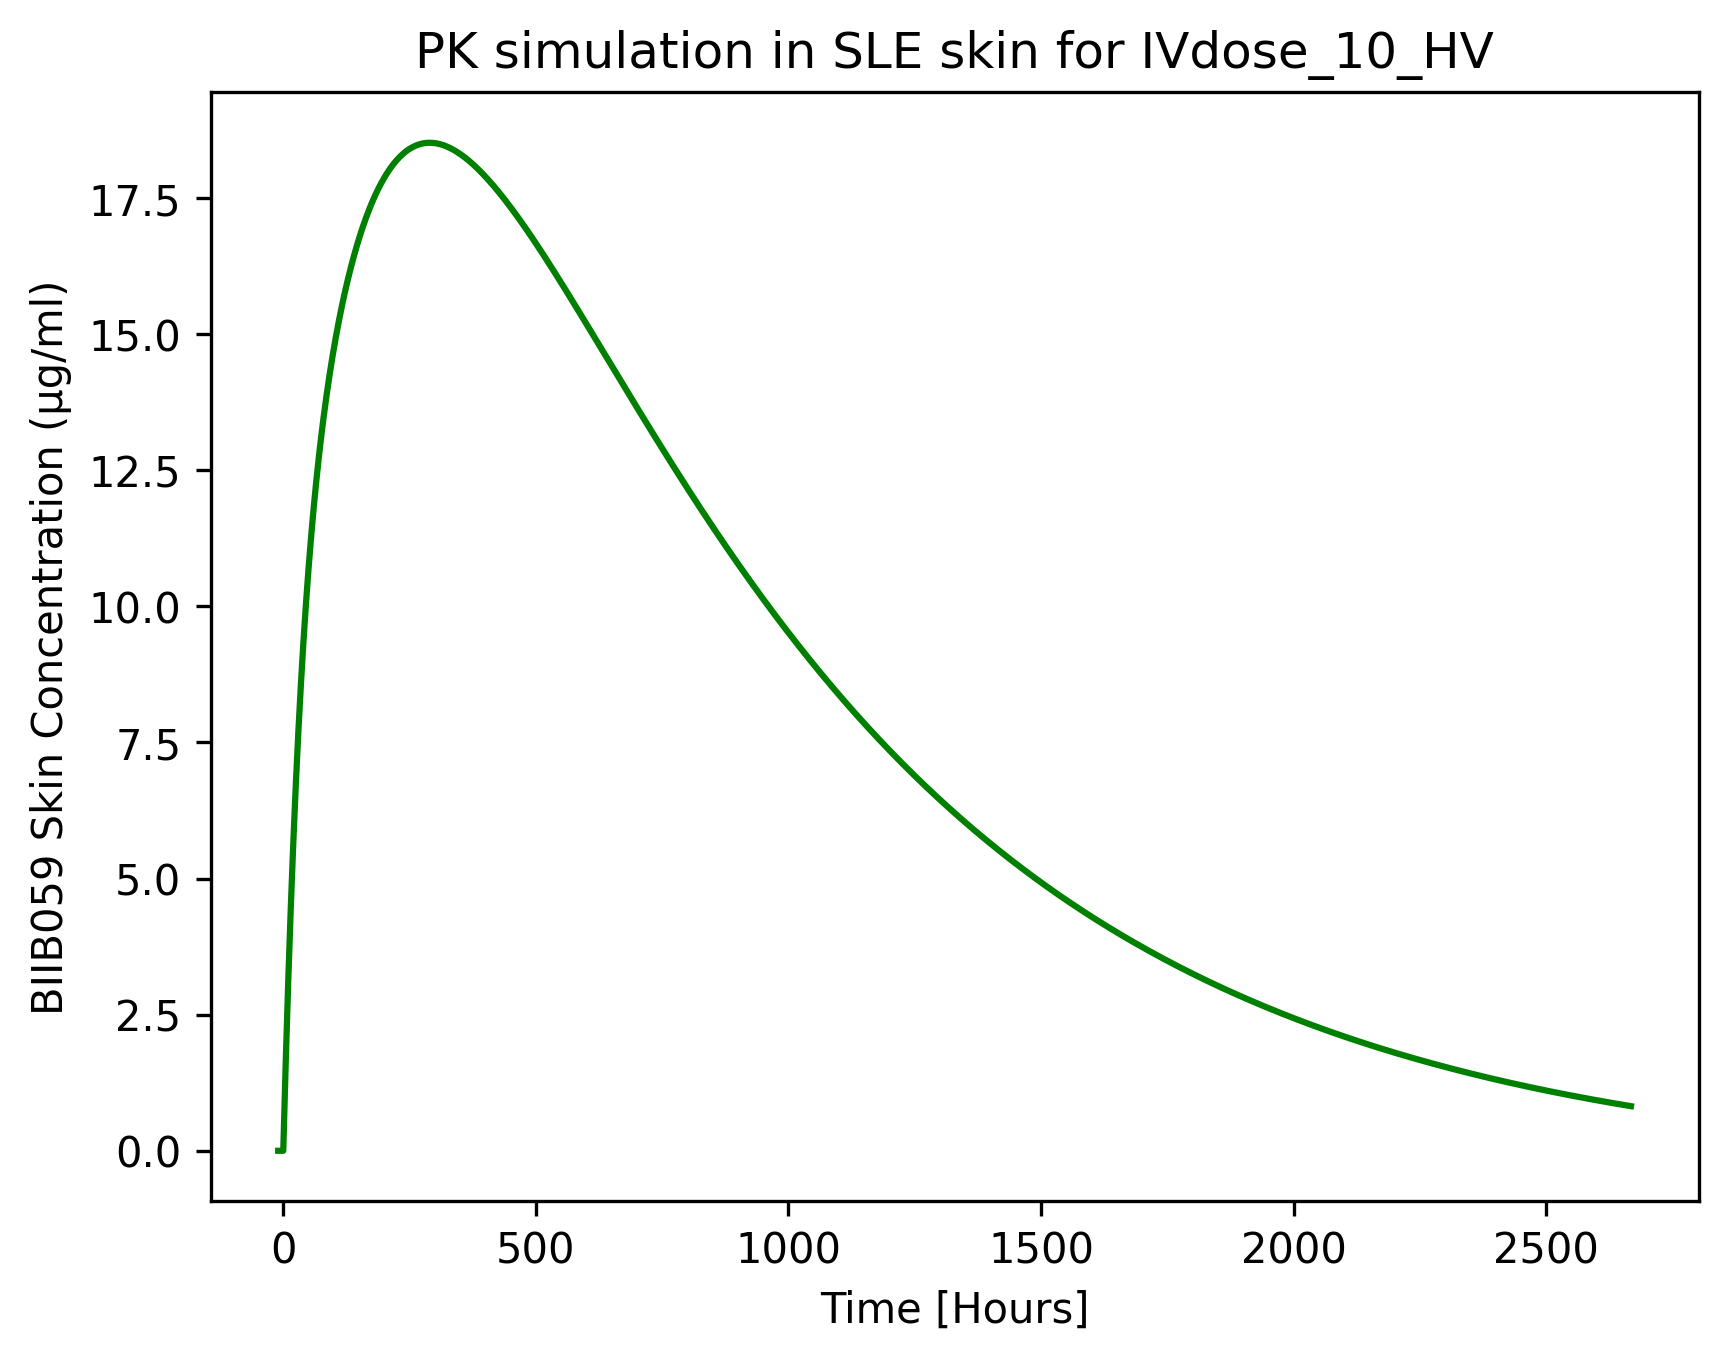 PK simulation in SLE skin for IVdose_10_HV
BIIB059 Skin Concentration (µg/ml)
17.5
15.0
12.5
10.0
7.5
5.0
2.5
0.0
0 500 1000 1500 2000 2500
Time [Hours]